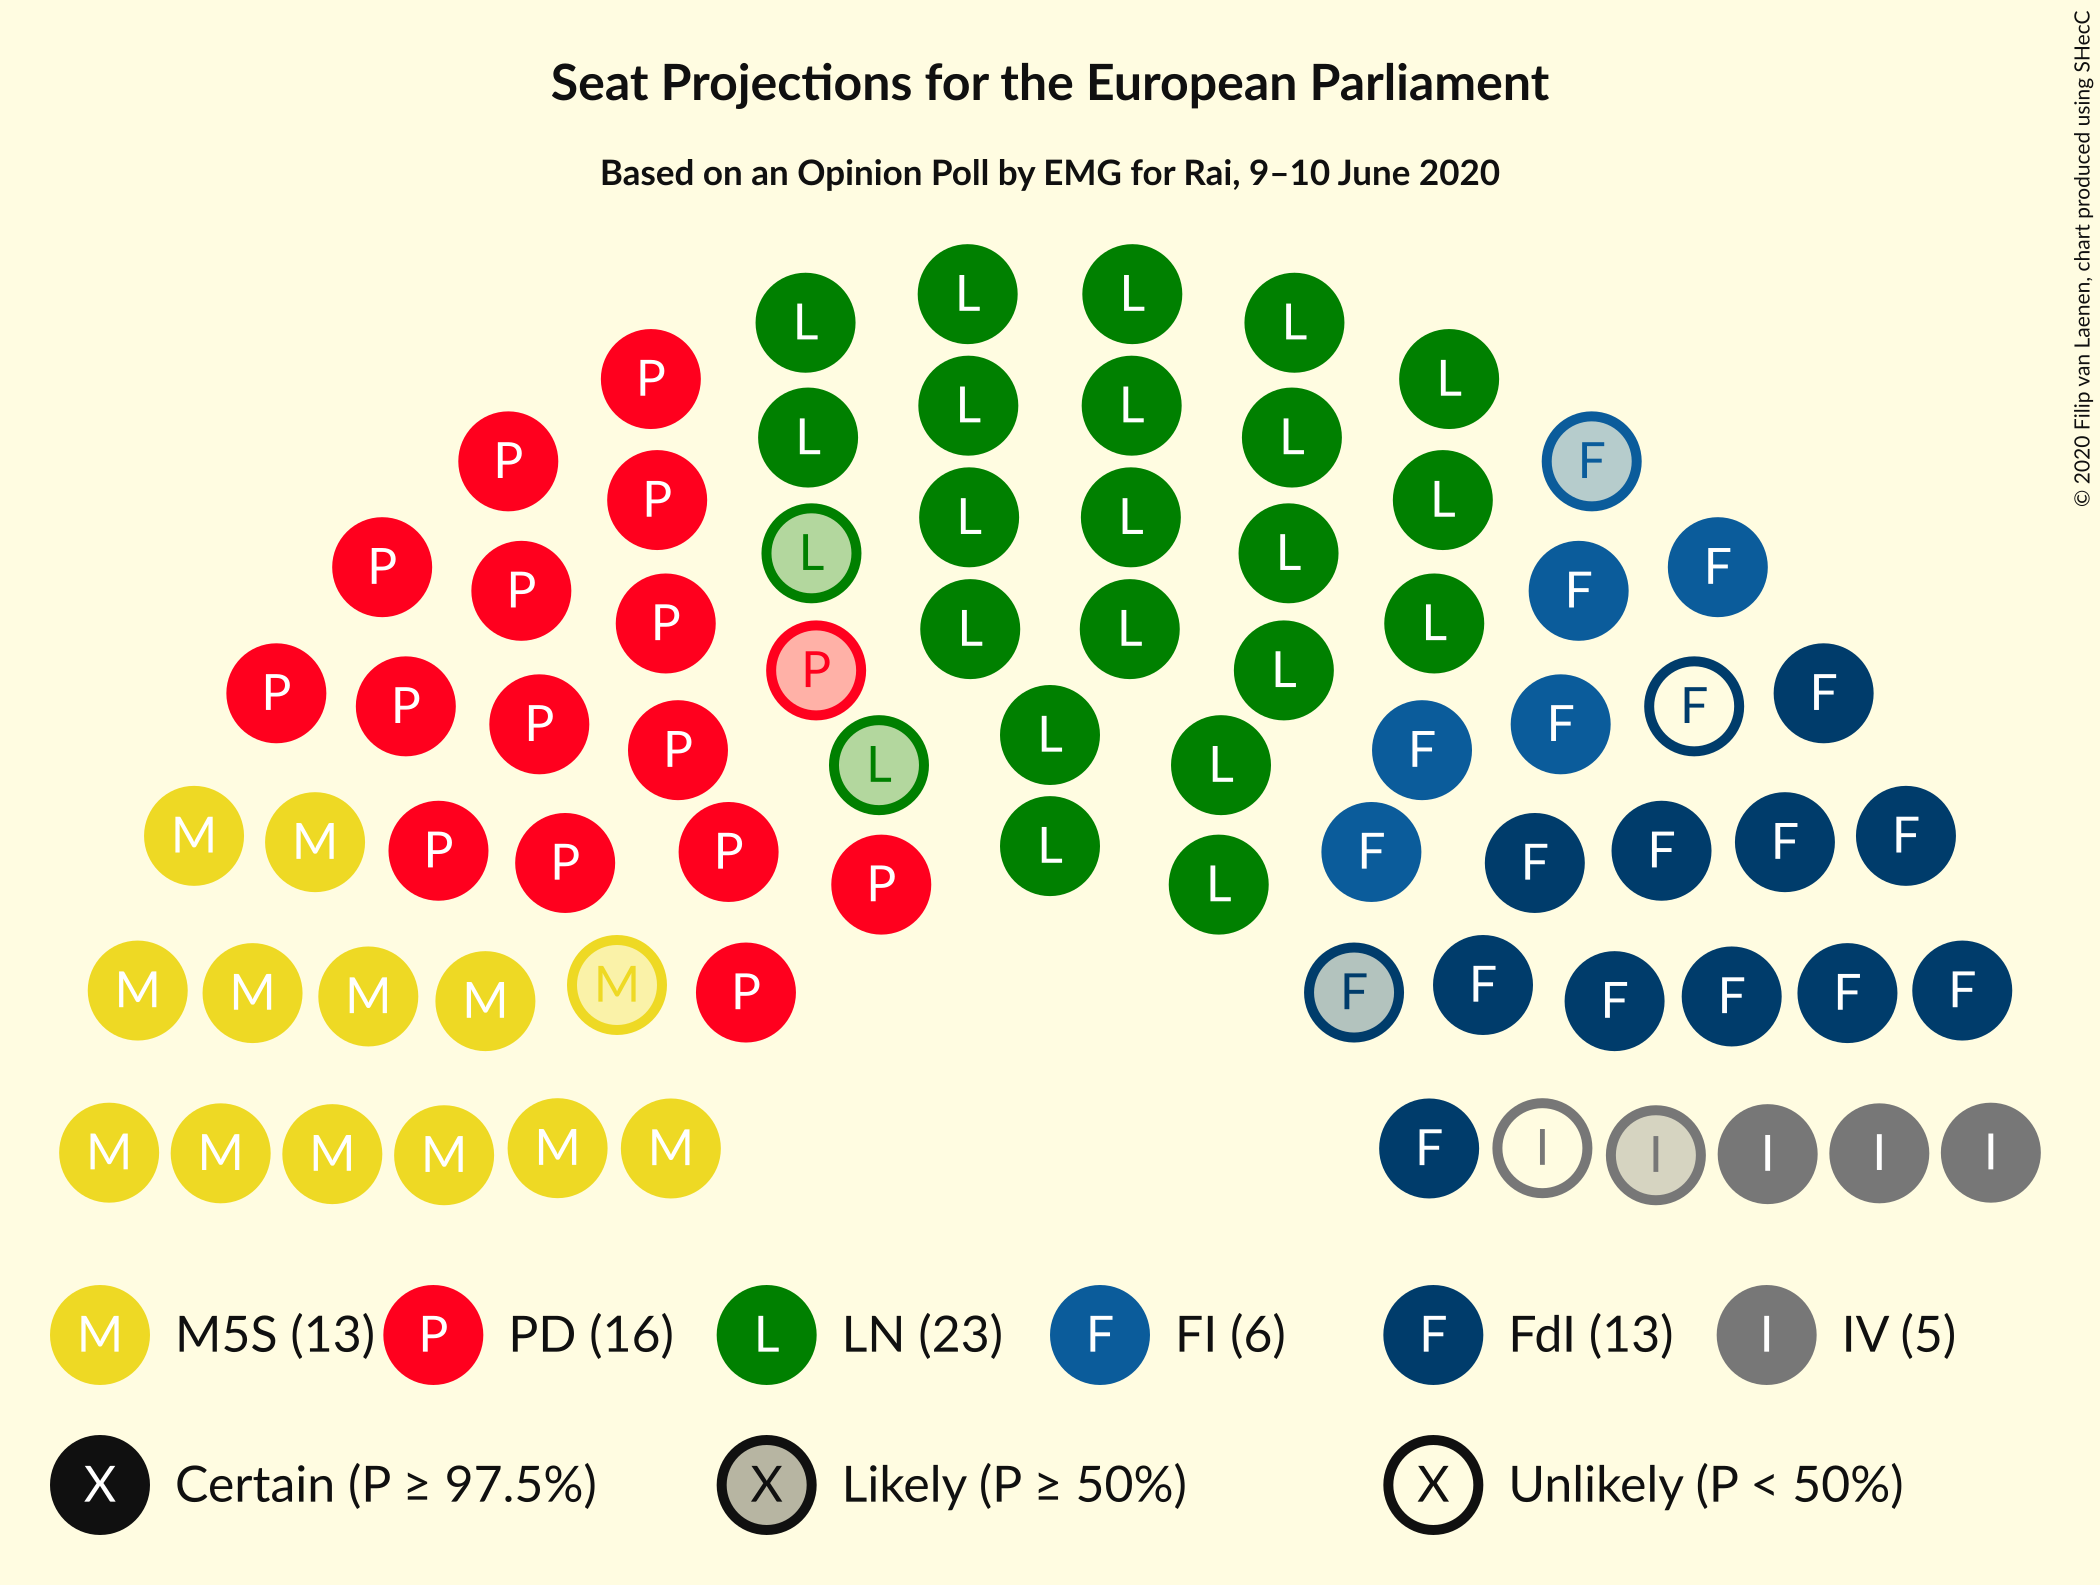 Seat Projections for the European Parliament
Based on an Opinion Poll by EMG for Rai, 9–10 June 2020
© 2020 Filip van Laenen, chart produced using SHecC
L L
L L
P L
L L
P L L F
L L
P L
L L
P L L F
P F
P L L
L L
P L
P L
P P F F
P F
P L
P L F
L L
M M P P P F F F F F
L
P L
M M M M M P F F F F F F
M M M M M M F I I I I I
M M5S (13) P PD (16) L LN (23) F FI (6) F FdI (13) I IV (5)
X Certain (P ≥ 97.5%) X Likely (P ≥ 50%) X Unlikely (P < 50%)